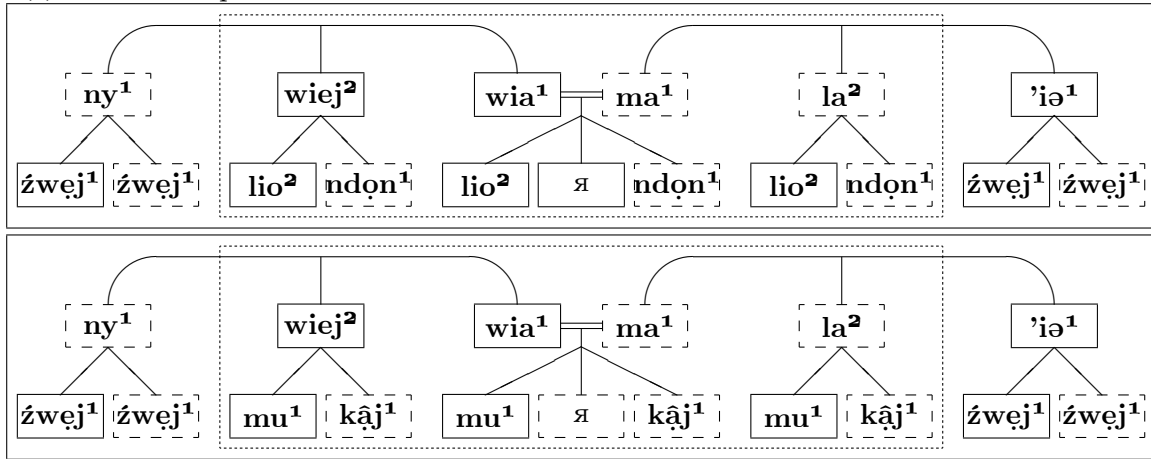 ny¹ wiej² wia¹ ma¹ la² ’iə¹
źwẹj¹ źwẹj¹ lio² ndọn¹ lio² я ndọn¹ lio² ndọn¹ źwẹj¹ źwẹj¹
ny¹ wiej² wia¹ ma¹ la² ’iə¹
źwẹj¹ źwẹj¹ mu¹ kậj¹ mu¹ я kậj¹ mu¹ kậj¹ źwẹj¹ źwẹj¹